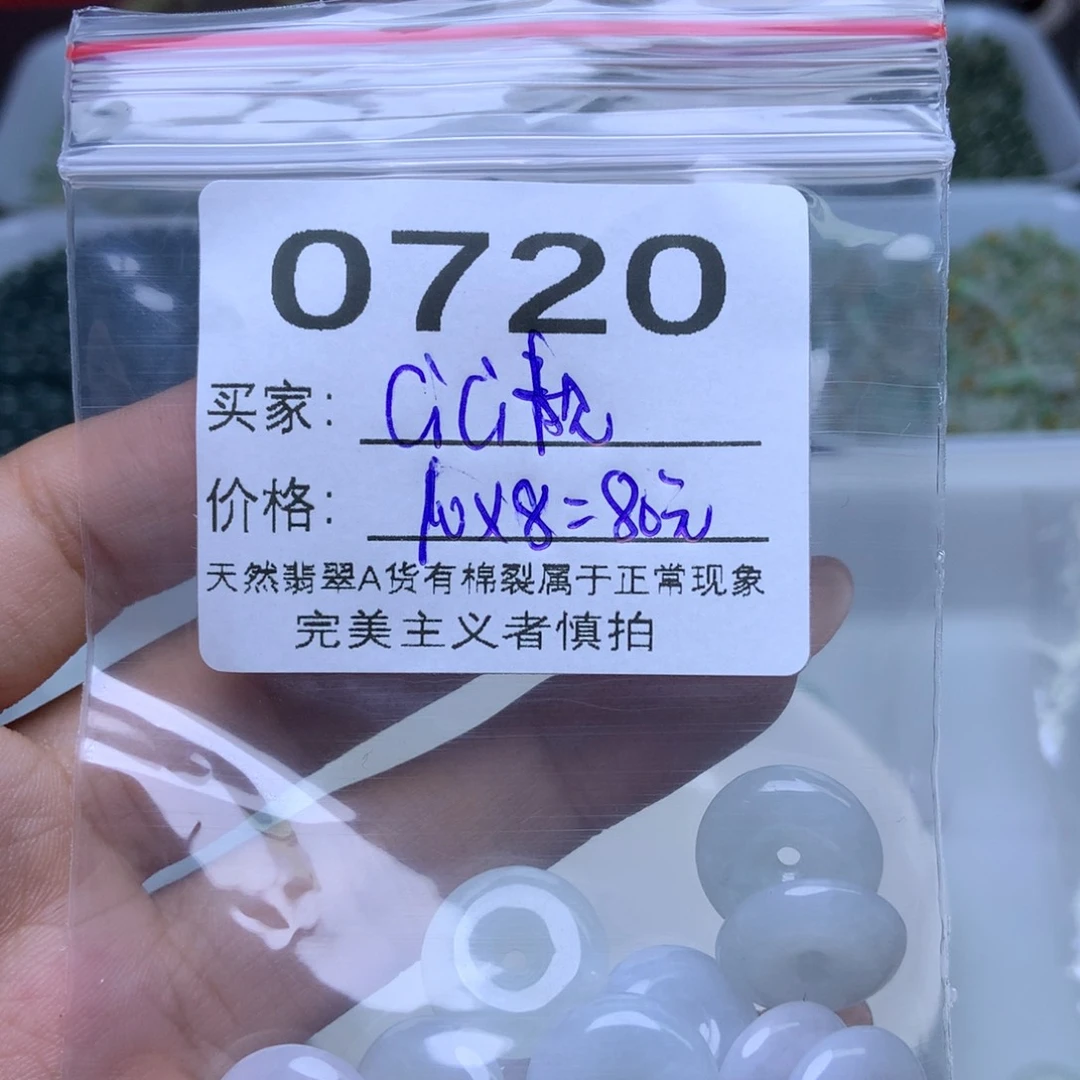 0720
买家: CiCi
价格: 10×8=80元
天然翡翠A货有棉裂属于正常现象
完美主义者慎拍